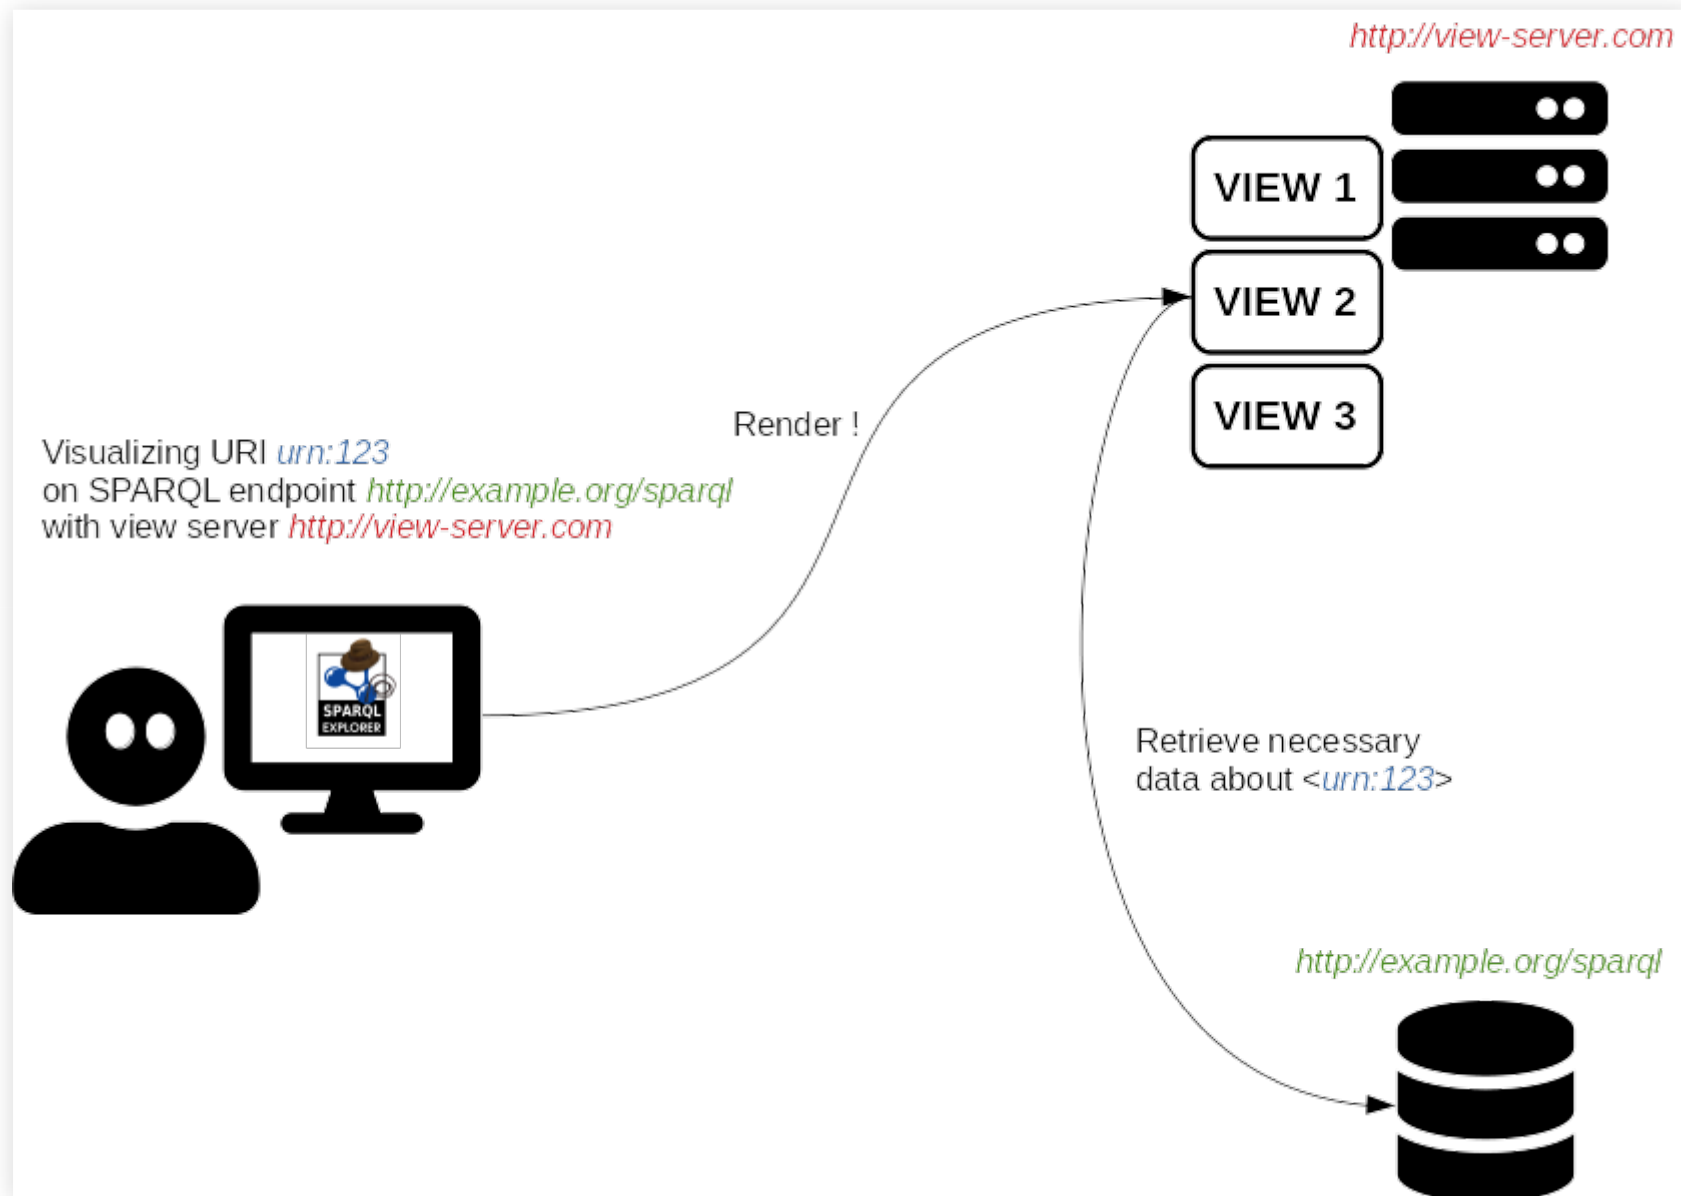 http://view-server.com
VIEW 1
VIEW 2
VIEW 3
Render !
Visualizing URI urn:123
on SPARQL endpoint http://example.org/sparql
with view server http://view-server.com
SPARQL
EXPLORER
Retrieve necessary
data about <urn:123>
http://example.org/sparql